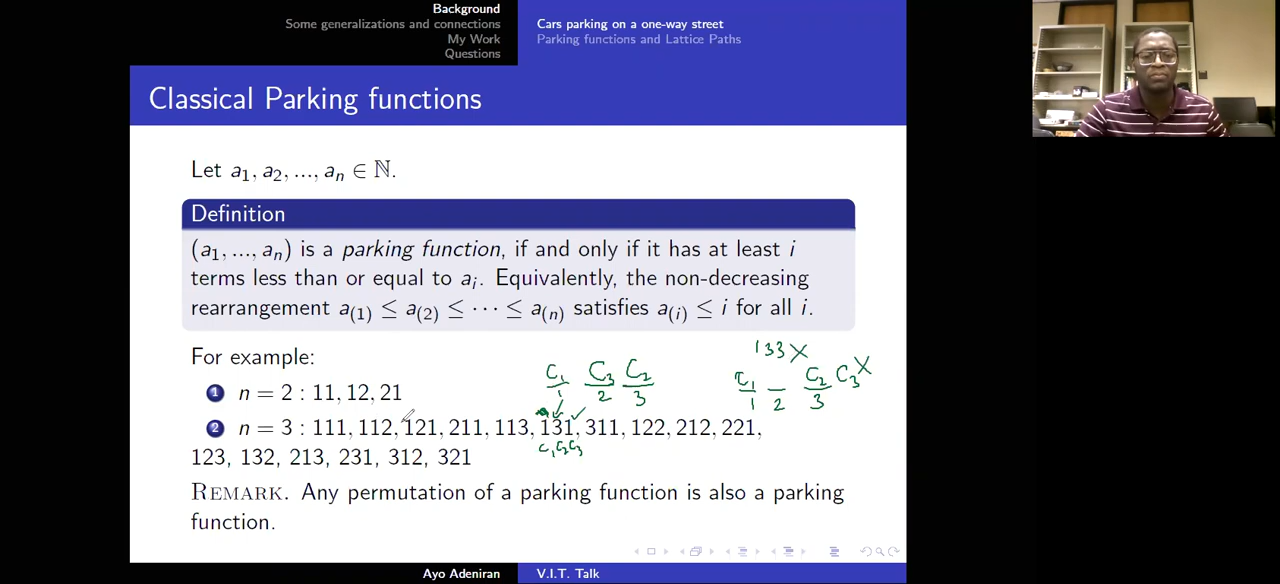 Background
Some generalizations and connections
My Work
Questions
Cars parking on a one-way street
Parking functions and Lattice Paths
Classical Parking functions
Let a₁, a₂, ..., aₙ ∈ ℕ.
Definition
(a₁, ..., aₙ) is a parking function, if and only if it has at least i
terms less than or equal to aᵢ. Equivalently, the non-decreasing
rearrangement a₍₁₎ ≤ a₍₂₎ ≤ ⋯ ≤ a₍ₙ₎ satisfies a₍ᵢ₎ ≤ i for all i.
133 X
For example:
C₁ C₃ C₂
1 2 3
C₁ _ C₂ C₃ X
1 2 3
1 n = 2 : 11, 12, 21
2 n = 3 : 111, 112, 121, 211, 113, 131, 311, 122, 212, 221,
C₁ C₂ C₃
123, 132, 213, 231, 312, 321
REMARK. Any permutation of a parking function is also a parking
function.
Ayo Adeniran
V.I.T. Talk